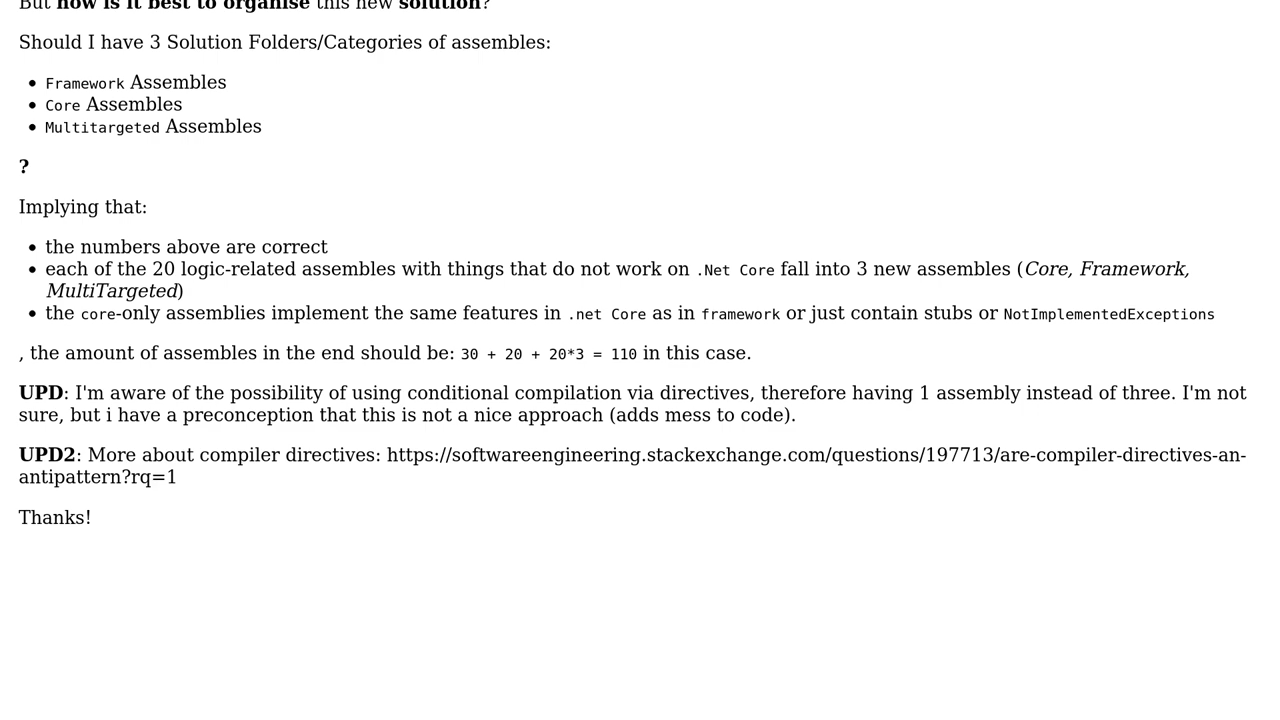 But how is it best to organise this new solution?
Should I have 3 Solution Folders/Categories of assembles:
Framework Assembles
Core Assembles
Multitargeted Assembles
?
Implying that:
the numbers above are correct
each of the 20 logic-related assembles with things that do not work on .Net Core fall into 3 new assembles (Core, Framework,
MultiTargeted)
the core-only assemblies implement the same features in .net Core as in framework or just contain stubs or NotImplementedExceptions
, the amount of assembles in the end should be: 30 + 20 + 20*3 = 110 in this case.
UPD: I'm aware of the possibility of using conditional compilation via directives, therefore having 1 assembly instead of three. I'm not
sure, but i have a preconception that this is not a nice approach (adds mess to code).
UPD2: More about compiler directives: https://softwareengineering.stackexchange.com/questions/197713/are-compiler-directives-an-
antipattern?rq=1
Thanks!